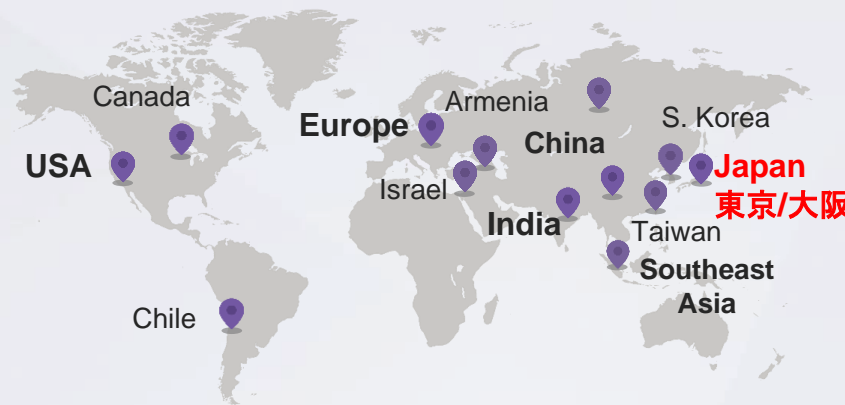 Canada
Armenia
S. Korea
Europe
China
USA
Japan
Israel
東京/大阪
India
Taiwan
Southeast
Asia
Chile